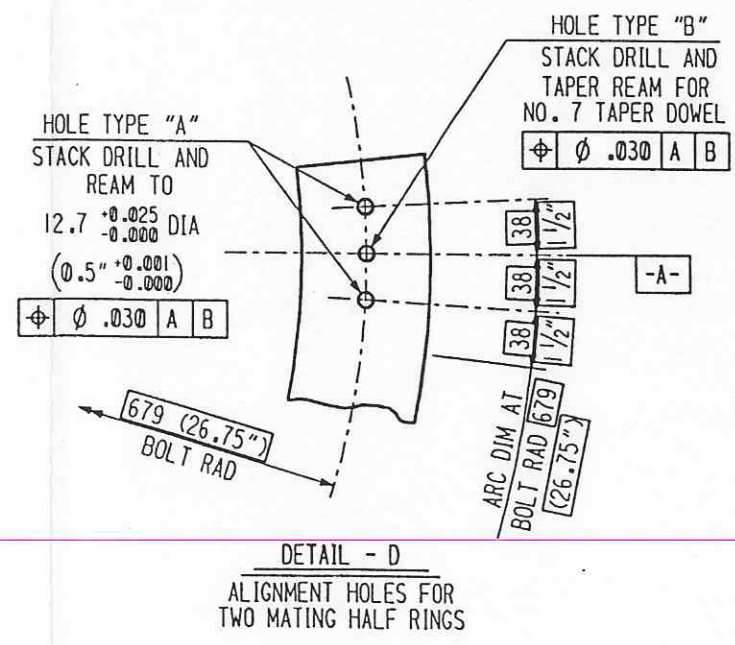 HOLE TYPE "B"
STACK DRILL AND
TAPER REAM FOR
NO. 7 TAPER DOWEL
⌖ Ø .030 A B
HOLE TYPE "A"
STACK DRILL AND
REAM TO
12.7 +0.025 -0.000 DIA
(0.5" +0.001 -0.000)
⌖ Ø .030 A B
38 1 1/2"
38 1 1/2"
38 1 1/2"
-A-
679 (26.75")
BOLT RAD
ARC DIM AT
BOLT RAD 679
(26.75")
DETAIL - D
ALIGNMENT HOLES FOR
TWO MATING HALF RINGS